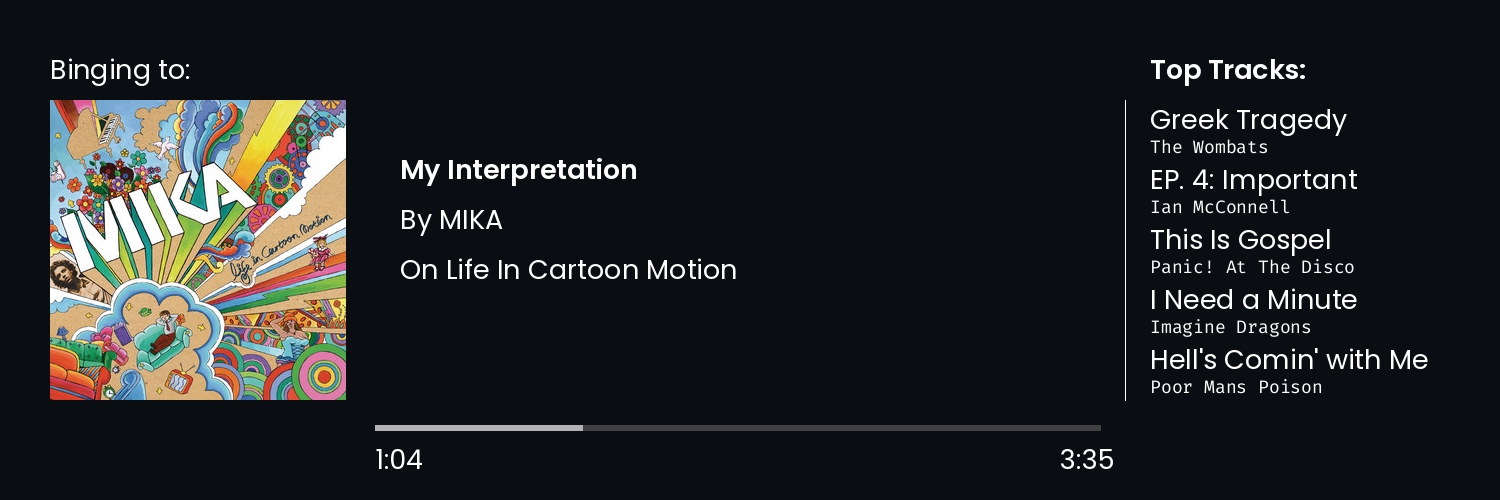 Binging to:
MIKA
life in Cartoon Motion
My Interpretation
By MIKA
On Life In Cartoon Motion
1:04
3:35
Top Tracks:
Greek Tragedy
The Wombats
EP. 4: Important
Ian McConnell
This Is Gospel
Panic! At The Disco
I Need a Minute
Imagine Dragons
Hell's Comin' with Me
Poor Mans Poison